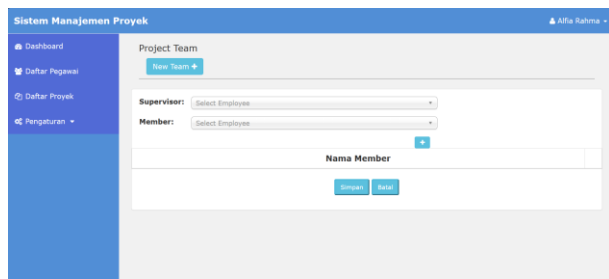 Sistem Manajemen Proyek
Alfia Rahma
Dashboard
Daftar Pegawai
Daftar Proyek
Pengaturan
Project Team
New Team +
Supervisor: Select Employee
Member: Select Employee
+
Nama Member
Simpan Batal